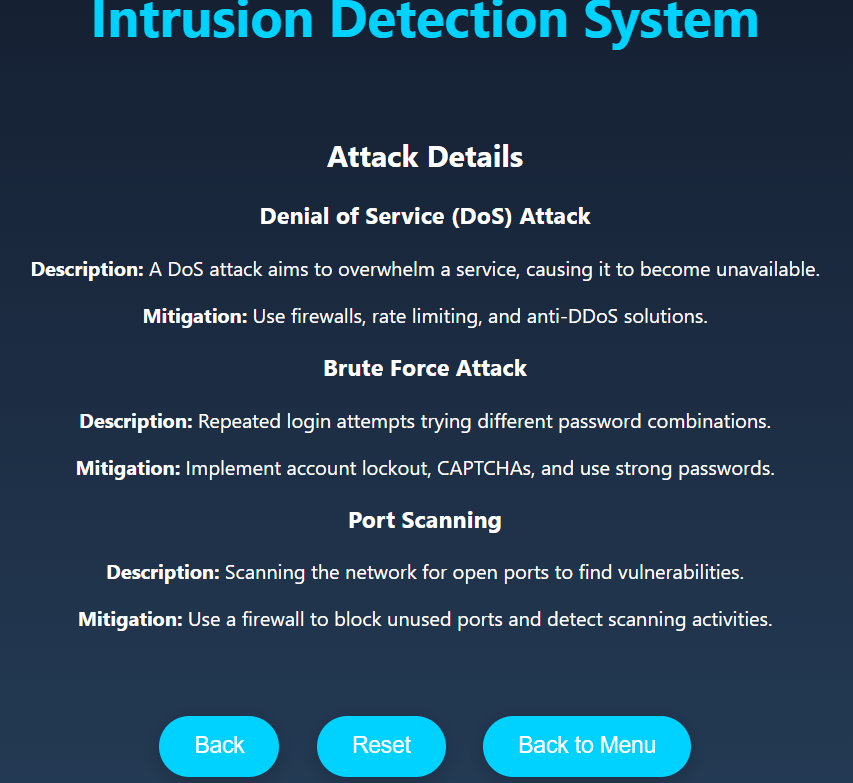 Intrusion Detection System
Attack Details
Denial of Service (DoS) Attack
Description: A DoS attack aims to overwhelm a service, causing it to become unavailable.
Mitigation: Use firewalls, rate limiting, and anti-DDoS solutions.
Brute Force Attack
Description: Repeated login attempts trying different password combinations.
Mitigation: Implement account lockout, CAPTCHAs, and use strong passwords.
Port Scanning
Description: Scanning the network for open ports to find vulnerabilities.
Mitigation: Use a firewall to block unused ports and detect scanning activities.
Back Reset Back to Menu